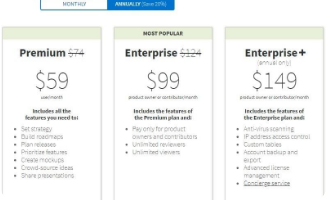 MONTHLY
ANNUALLY (Save 20%)
Premium $74
$59
user/month
Includes all the
features you need to:
Set strategy
Build roadmaps
Plan releases
Prioritize features
Create mockups
Crowd-source ideas
Share presentations
MOST POPULAR
Enterprise $124
$99
product owner or contributor/month
Includes the features of
the Premium plan and:
Pay only for product
owners and contributors
Unlimited reviewers
Unlimited viewers
Enterprise+
(annual only)
$149
product owner or contributor/month
Includes the features of
the Enterprise plan and:
Anti-virus scanning
IP address access control
Custom tables
Account backup and
export
Advanced license
management
Concierge service